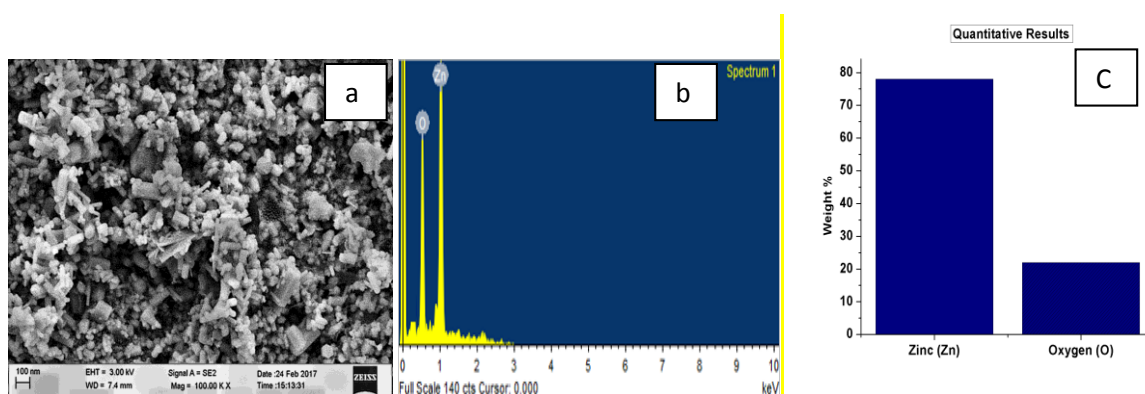 a
100 nm
EHT = 3.00 kV
Signal A = SE2
Date :24 Feb 2017
WD = 7.4 mm
Mag = 100.00 K X
Time :15:13:31
ZEISS
b
Spectrum 1
Zn
O
0 1 2 3 4 5 6 7 8 9 10
Full Scale 140 cts Cursor: 0.000
keV
Quantitative Results
C
Weight %
80
70
60
50
40
30
20
10
0
Zinc (Zn)
Oxygen (O)